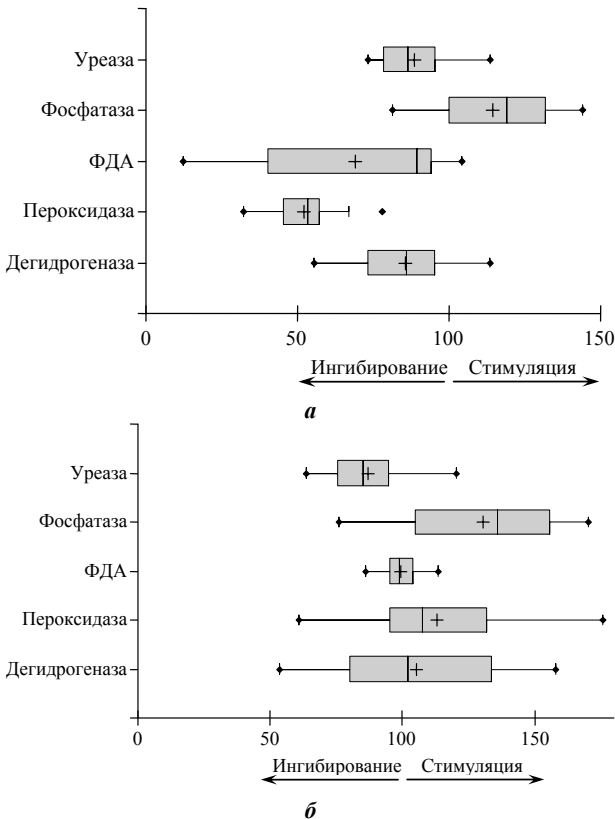 Уреаза
Фосфатаза
ФДА
Пероксидаза
Дегидрогеназа
0 50 100 150
Ингибирование Стимуляция
а
Уреаза
Фосфатаза
ФДА
Пероксидаза
Дегидрогеназа
0 50 100 150
Ингибирование Стимуляция
б